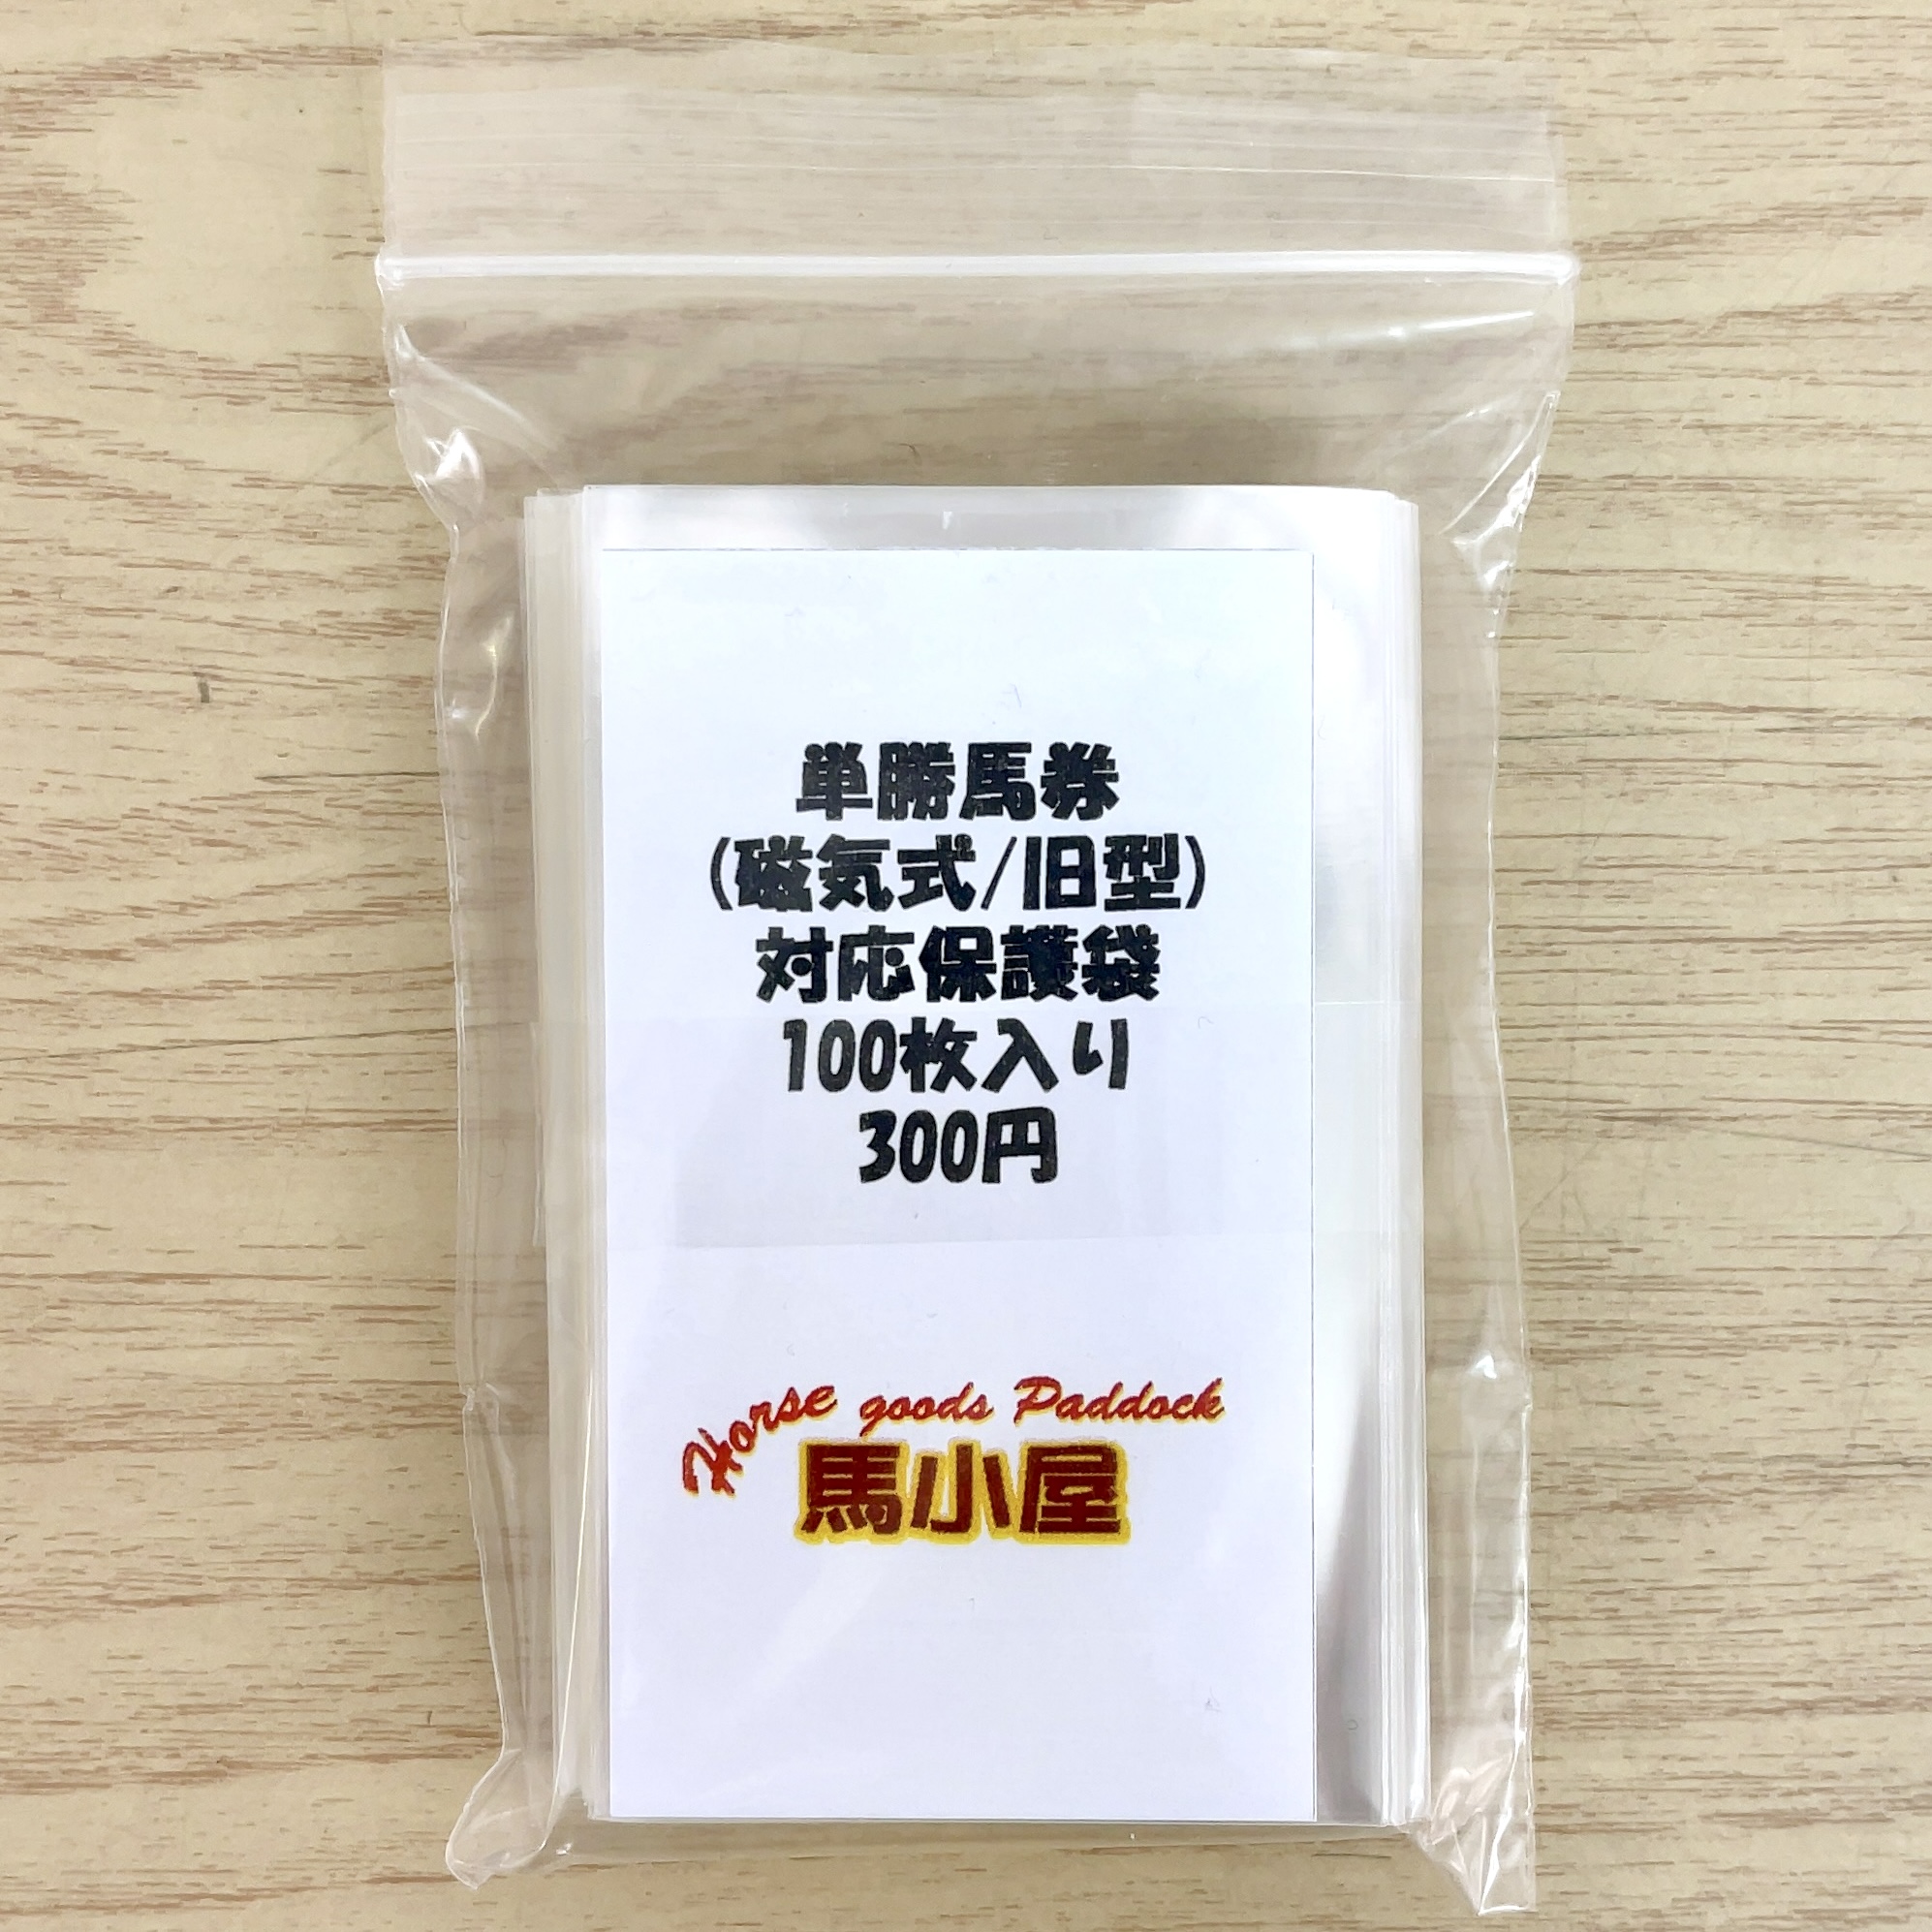 単勝馬券
(磁気式/旧型)
対応保護袋
100枚入り
300円
Horse goods Paddock
馬小屋